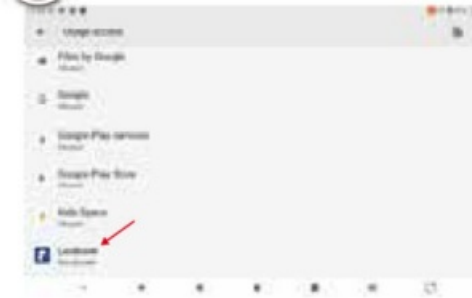 Usage access
Files by Google
Allowed
Google
Allowed
Google Play services
Allowed
Google Play Store
Allowed
Kids Space
Allowed